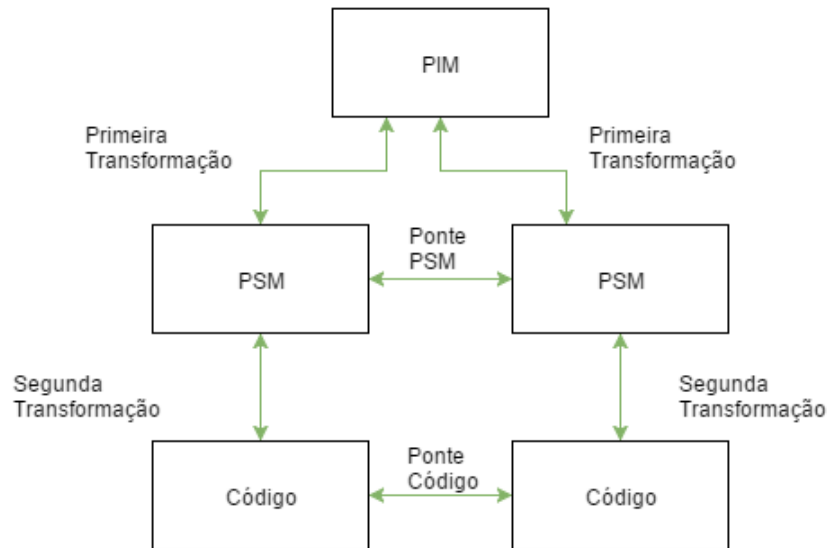 PIM
Primeira
Transformação
Primeira
Transformação
PSM
Ponte
PSM
PSM
Segunda
Transformação
Segunda
Transformação
Código
Ponte
Código
Código